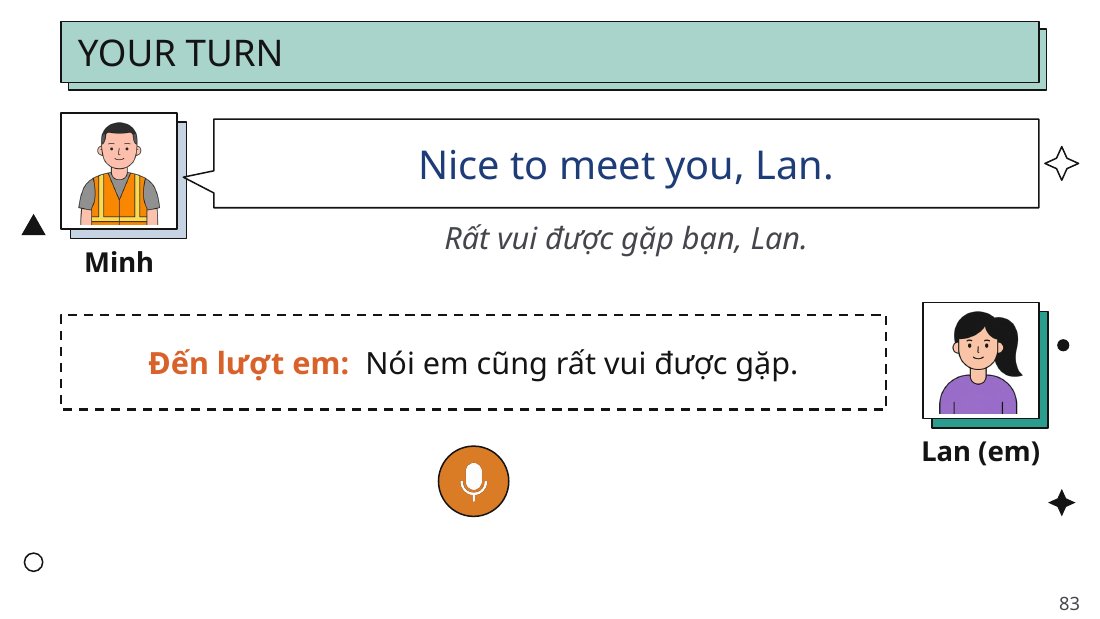 YOUR TURN
Nice to meet you, Lan.
Rất vui được gặp bạn, Lan.
Minh
Đến lượt em: Nói em cũng rất vui được gặp.
Lan (em)
83